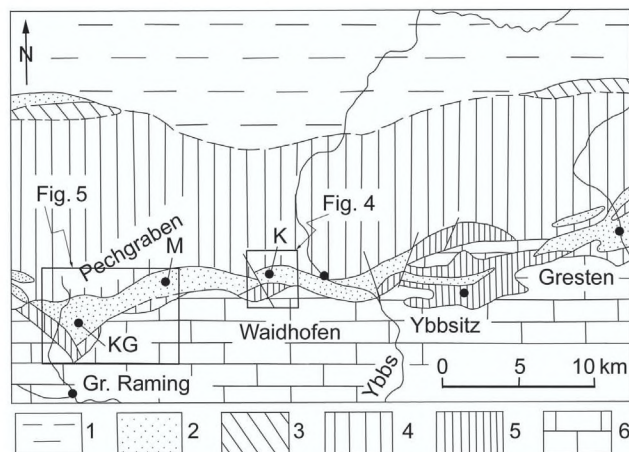 N
Fig. 5
Fig. 4
Pechgraben
M
K
KG
Gresten
Waidhofen
Ybbsitz
Ybbs
Gr. Raming
0 5 10 km
1 2 3 4 5 6